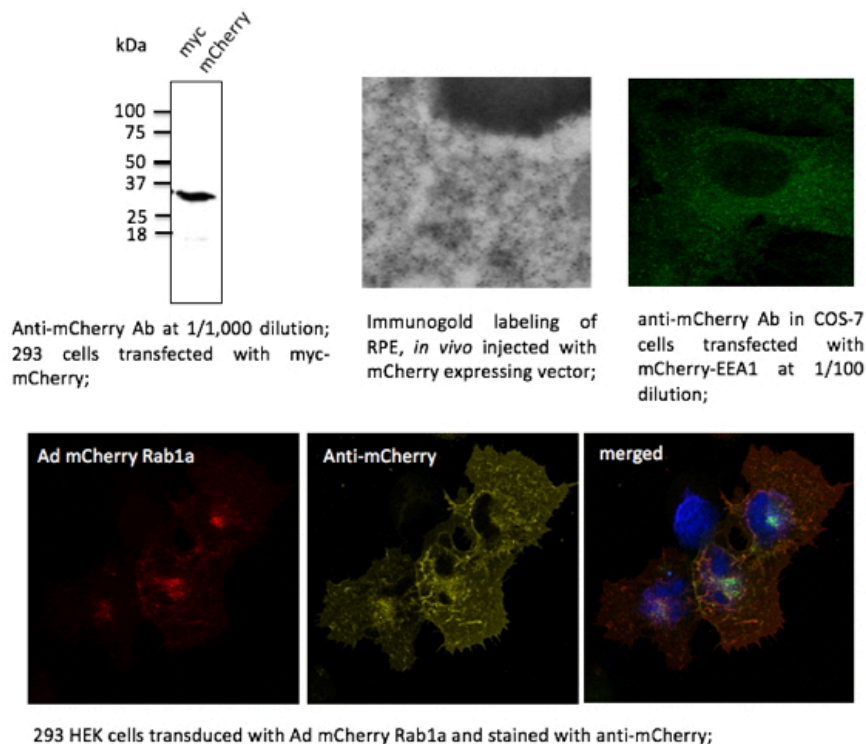 kDa
myc
mCherry
100
75
50
37
25
18
Anti-mCherry Ab at 1/1,000 dilution;
293 cells transfected with myc-
mCherry;
Immunogold labeling of
RPE, in vivo injected with
mCherry expressing vector;
anti-mCherry Ab in COS-7
cells transfected with
mCherry-EEA1 at 1/100
dilution;
Ad mCherry Rab1a
Anti-mCherry
merged
293 HEK cells transduced with Ad mCherry Rab1a and stained with anti-mCherry;